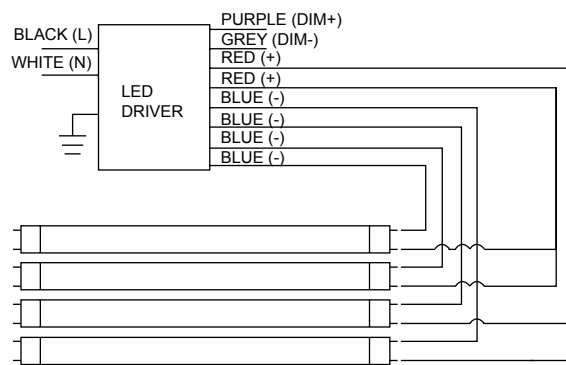 PURPLE (DIM+)
BLACK (L)
GREY (DIM-)
RED (+)
WHITE (N)
RED (+)
LED
DRIVER
BLUE (-)
BLUE (-)
BLUE (-)
BLUE (-)